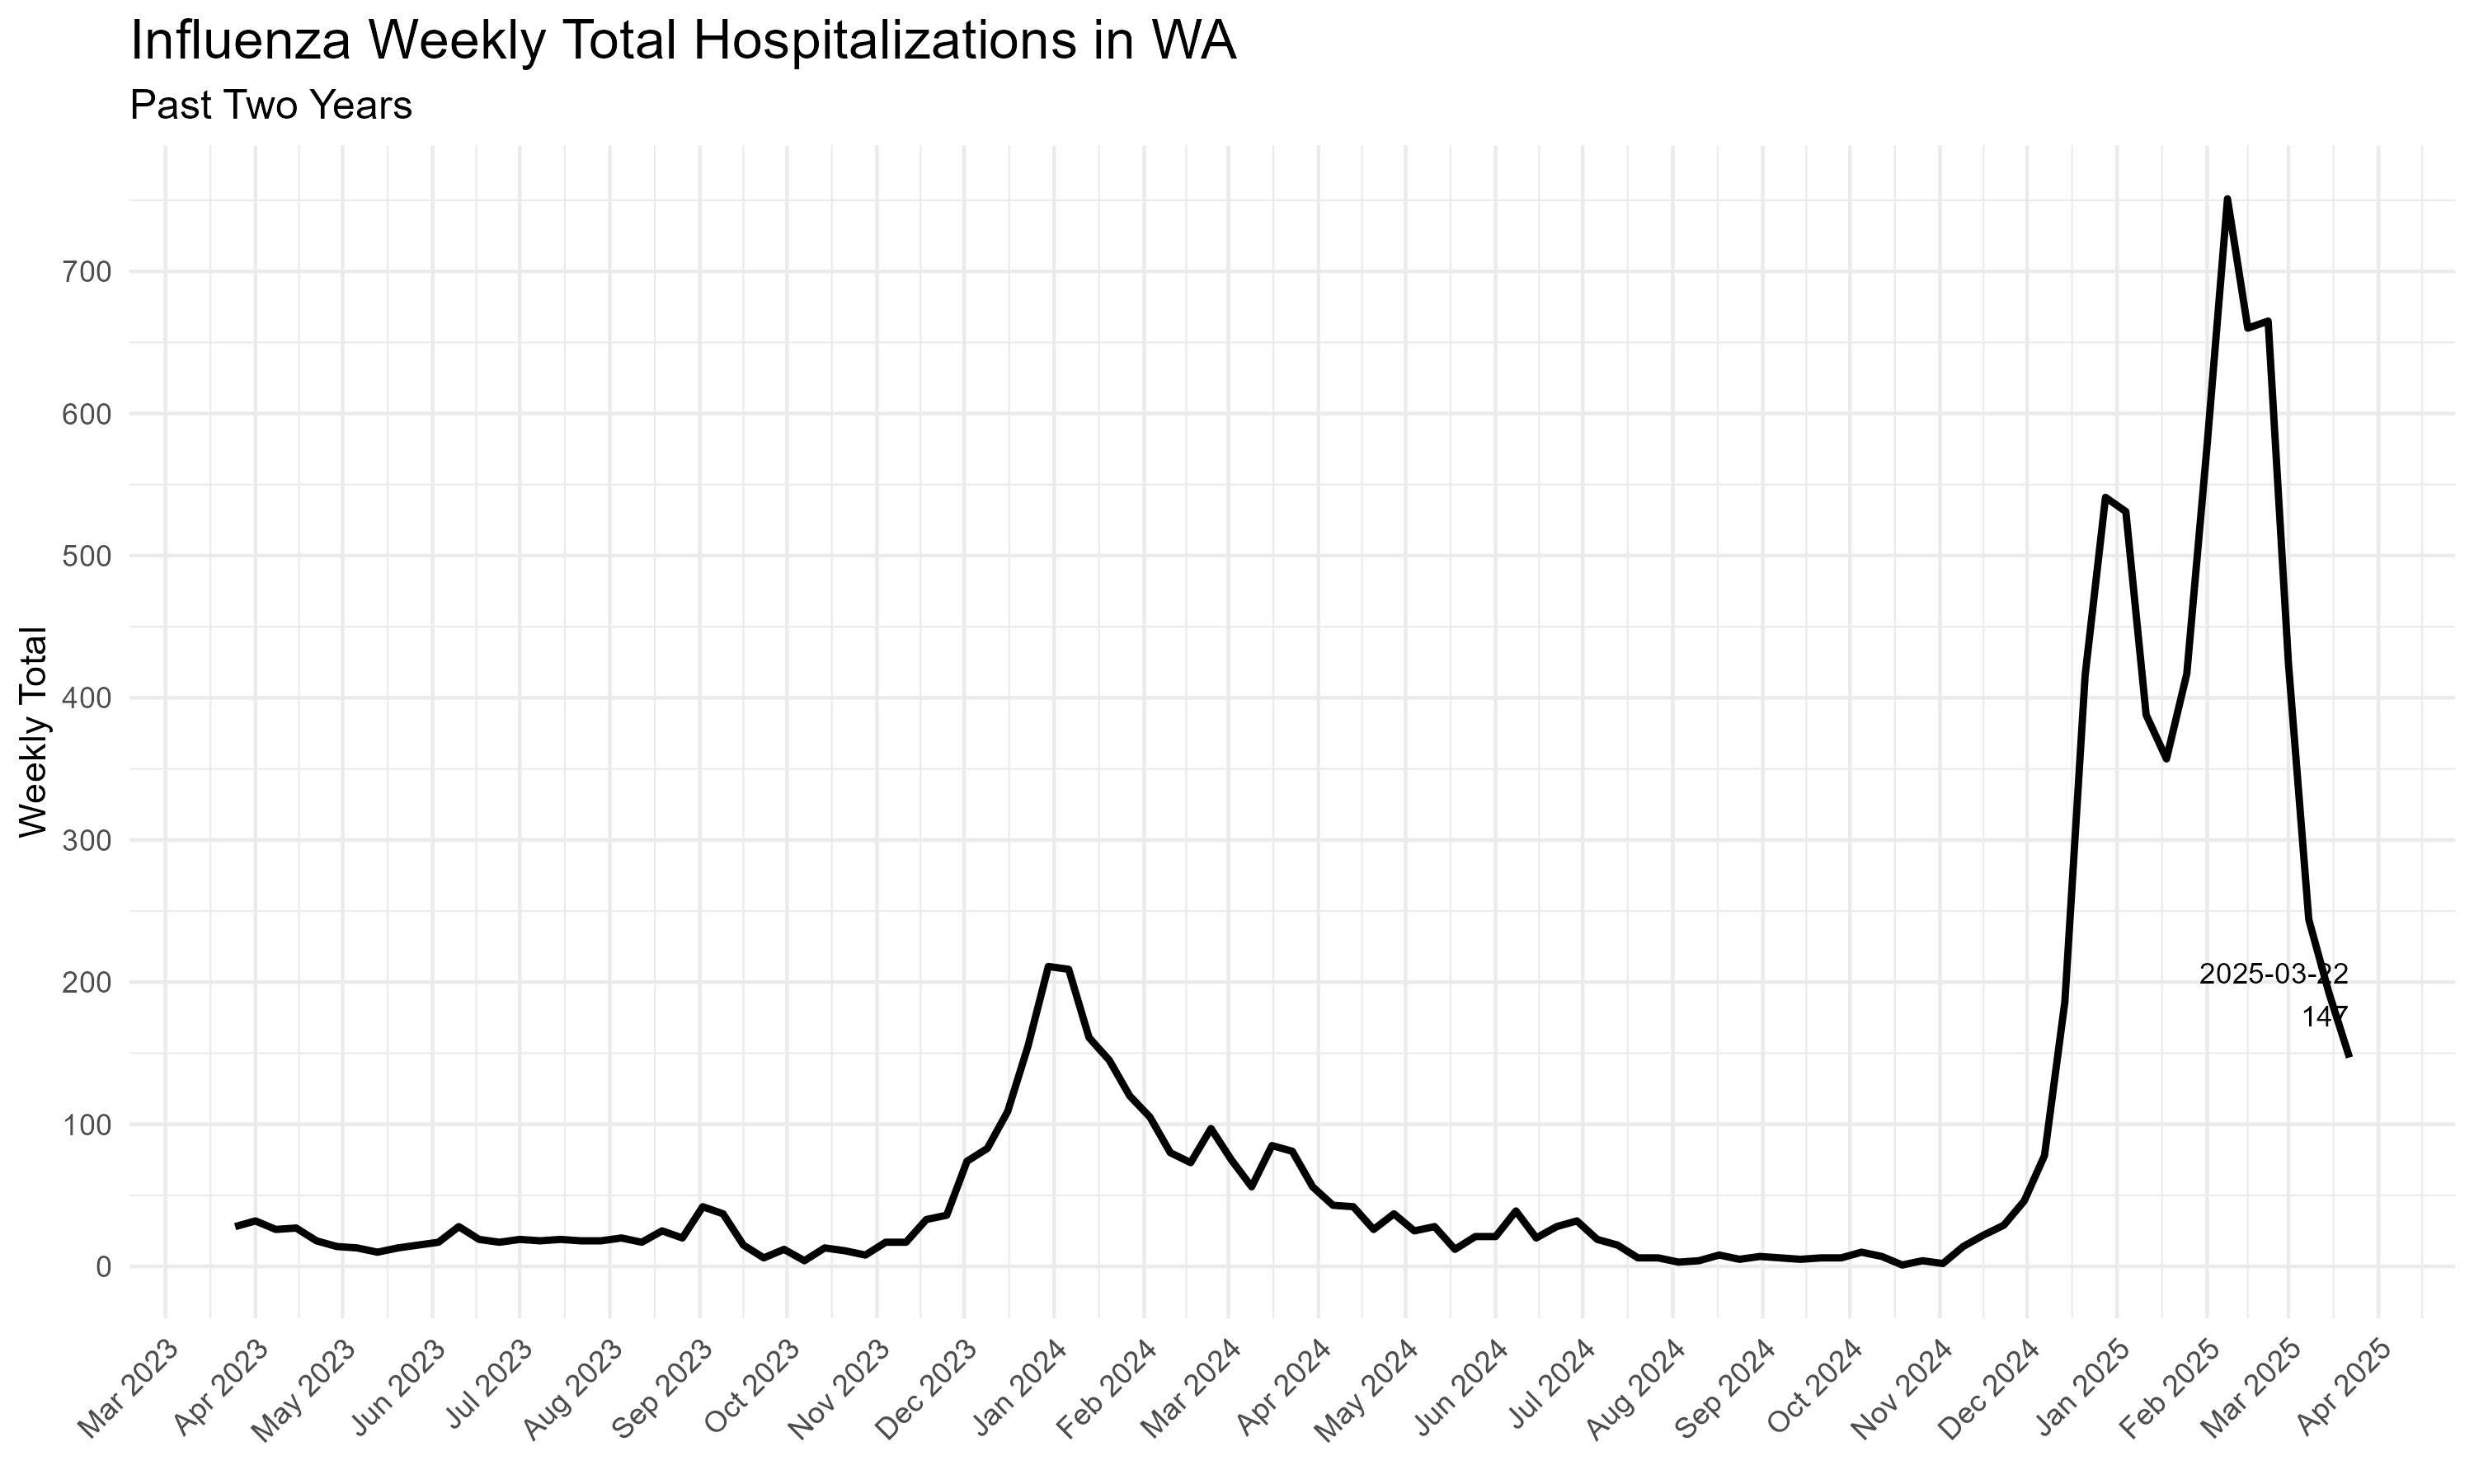 Influenza Weekly Total Hospitalizations in WA
Past Two Years
Weekly Total
700
600
500
400
300
200
100
0
2025-03-22
147
Mar 2023
Apr 2023
May 2023
Jun 2023
Jul 2023
Aug 2023
Sep 2023
Oct 2023
Nov 2023
Dec 2023
Jan 2024
Feb 2024
Mar 2024
Apr 2024
May 2024
Jun 2024
Jul 2024
Aug 2024
Sep 2024
Oct 2024
Nov 2024
Dec 2024
Jan 2025
Feb 2025
Mar 2025
Apr 2025